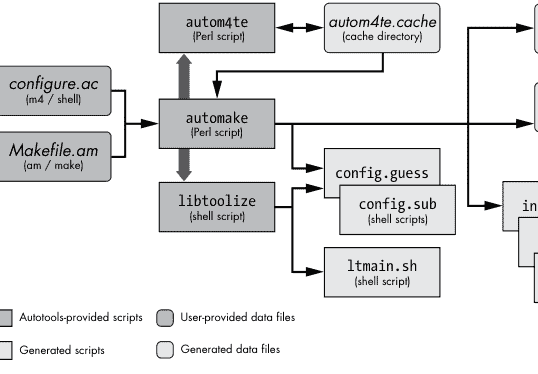 autom4te
(Perl script)
autom4te.cache
(cache directory)
configure.ac
(m4 / shell)
automake
(Perl script)
Makefile.am
(am / make)
config.guess
libtoolize
(shell script)
config.sub
(shell scripts)
in
ltmain.sh
(shell script)
Autotools-provided scripts
User-provided data files
Generated scripts
Generated data files